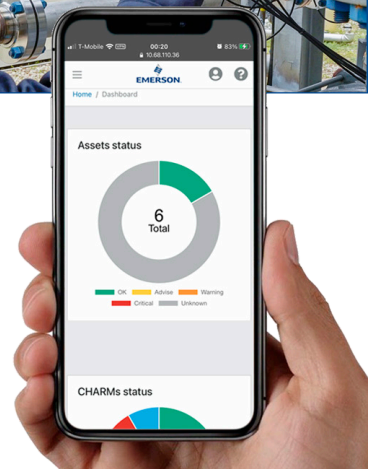 T-Mobile 00:20 83%
10.68.110.36
EMERSON
?
Home / Dashboard
Assets status
6
Total
OK Advise Warning
Critical Unknown
CHARMs status